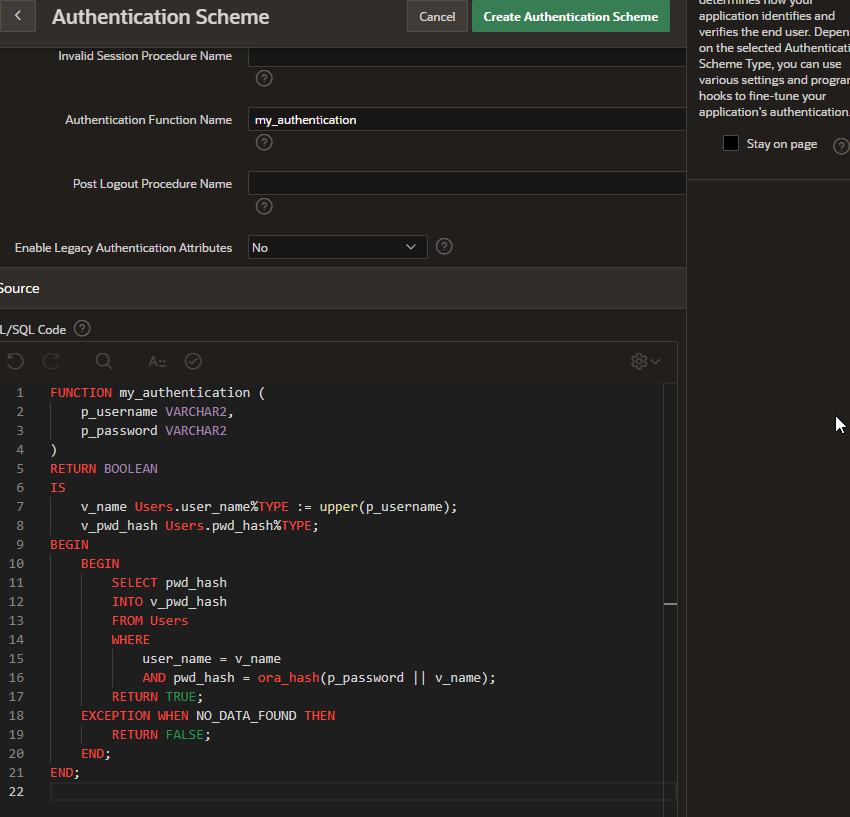 Authentication Scheme
Cancel
Create Authentication Scheme
Invalid Session Procedure Name
Authentication Function Name
my_authentication
Post Logout Procedure Name
Enable Legacy Authentication Attributes
No
Source
L/SQL Code
1 FUNCTION my_authentication (
2 p_username VARCHAR2,
3 p_password VARCHAR2
4 )
5 RETURN BOOLEAN
6 IS
7 v_name Users.user_name%TYPE := upper(p_username);
8 v_pwd_hash Users.pwd_hash%TYPE;
9 BEGIN
10 BEGIN
11 SELECT pwd_hash
12 INTO v_pwd_hash
13 FROM Users
14 WHERE
15 user_name = v_name
16 AND pwd_hash = ora_hash(p_password || v_name);
17 RETURN TRUE;
18 EXCEPTION WHEN NO_DATA_FOUND THEN
19 RETURN FALSE;
20 END;
21 END;
22
determines how your
application identifies and
verifies the end user. Depen
on the selected Authenticati
Scheme Type, you can use
various settings and program
hooks to fine-tune your
application's authentication.
Stay on page